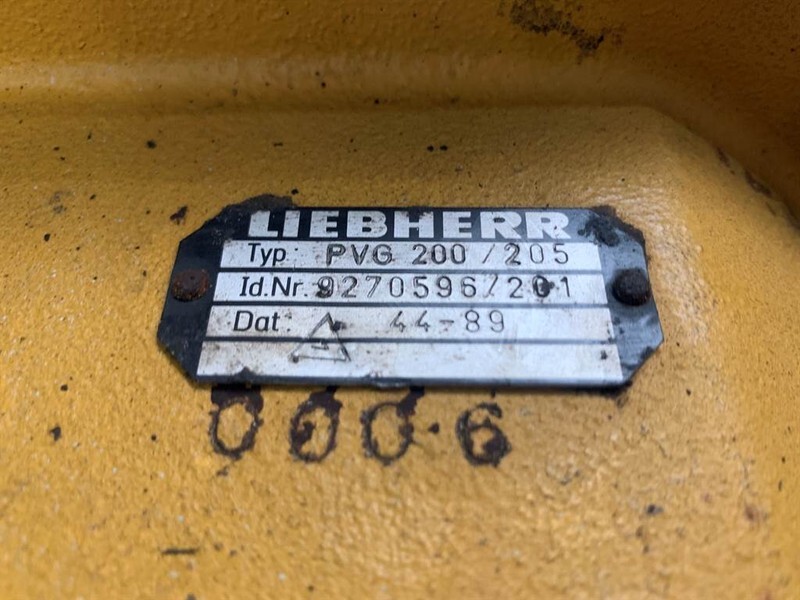 LIEBHERR
Typ: PVG 200/205
Id.Nr. 9270596/201
Dat: 44-89
0006